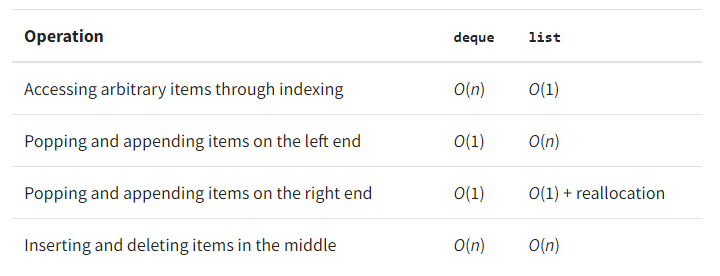 Operation deque list
Accessing arbitrary items through indexing O(n) O(1)
Popping and appending items on the left end O(1) O(n)
Popping and appending items on the right end O(1) O(1) + reallocation
Inserting and deleting items in the middle O(n) O(n)